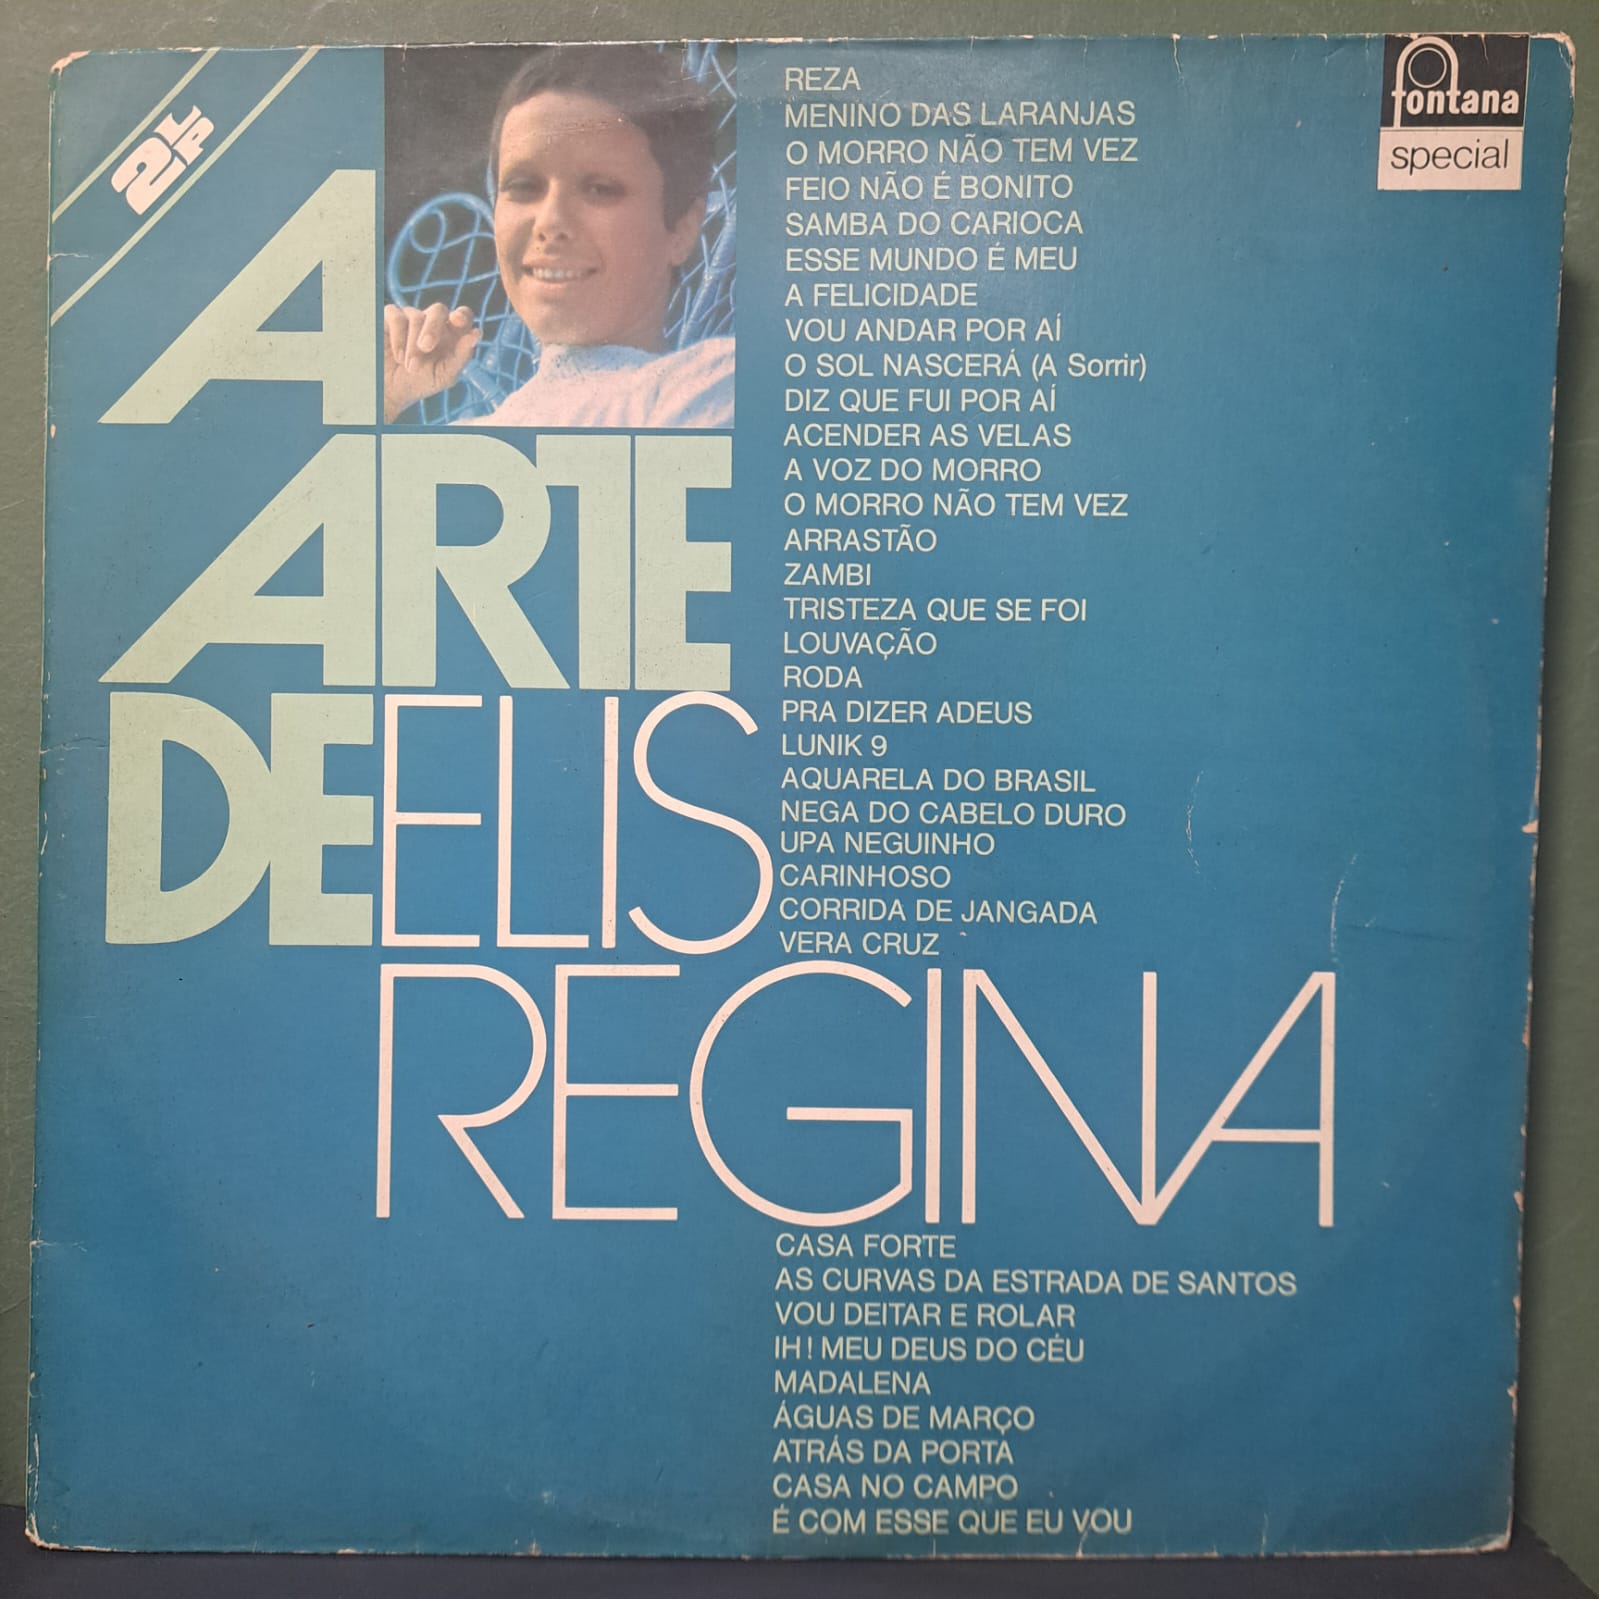 2LP
A
ARTE
DE ELIS
REGINA
REZA
MENINO DAS LARANJAS
O MORRO NÃO TEM VEZ
FEIO NÃO É BONITO
SAMBA DO CARIOCA
ESSE MUNDO É MEU
A FELICIDADE
VOU ANDAR POR AÍ
O SOL NASCERÁ (A Sorrir)
DIZ QUE FUI POR AÍ
ACENDER AS VELAS
A VOZ DO MORRO
O MORRO NÃO TEM VEZ
ARRASTÃO
ZAMBI
TRISTEZA QUE SE FOI
LOUVAÇÃO
RODA
PRA DIZER ADEUS
LUNIK 9
AQUARELA DO BRASIL
NEGA DO CABELO DURO
UPA NEGUINHO
CARINHOSO
CORRIDA DE JANGADA
VERA CRUZ
CASA FORTE
AS CURVAS DA ESTRADA DE SANTOS
VOU DEITAR E ROLAR
IH! MEU DEUS DO CÉU
MADALENA
ÁGUAS DE MARÇO
ATRÁS DA PORTA
CASA NO CAMPO
É COM ESSE QUE EU VOU
fontana
special